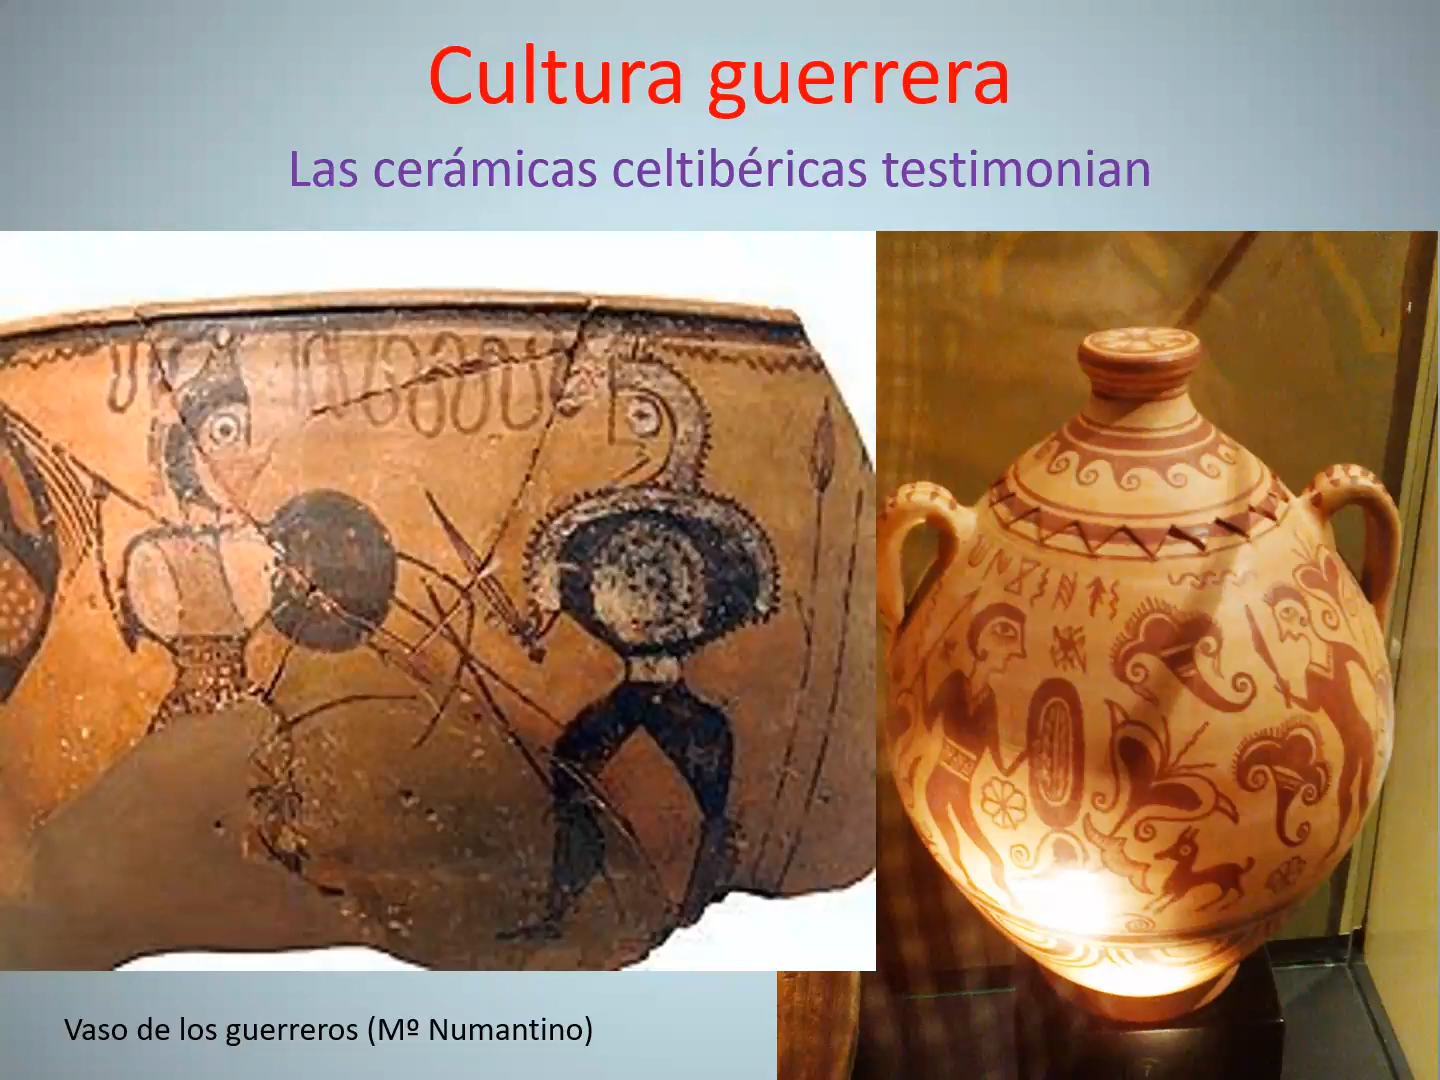 Cultura guerrera
Las cerámicas celtibéricas testimonian
Vaso de los guerreros (Mº Numantino)